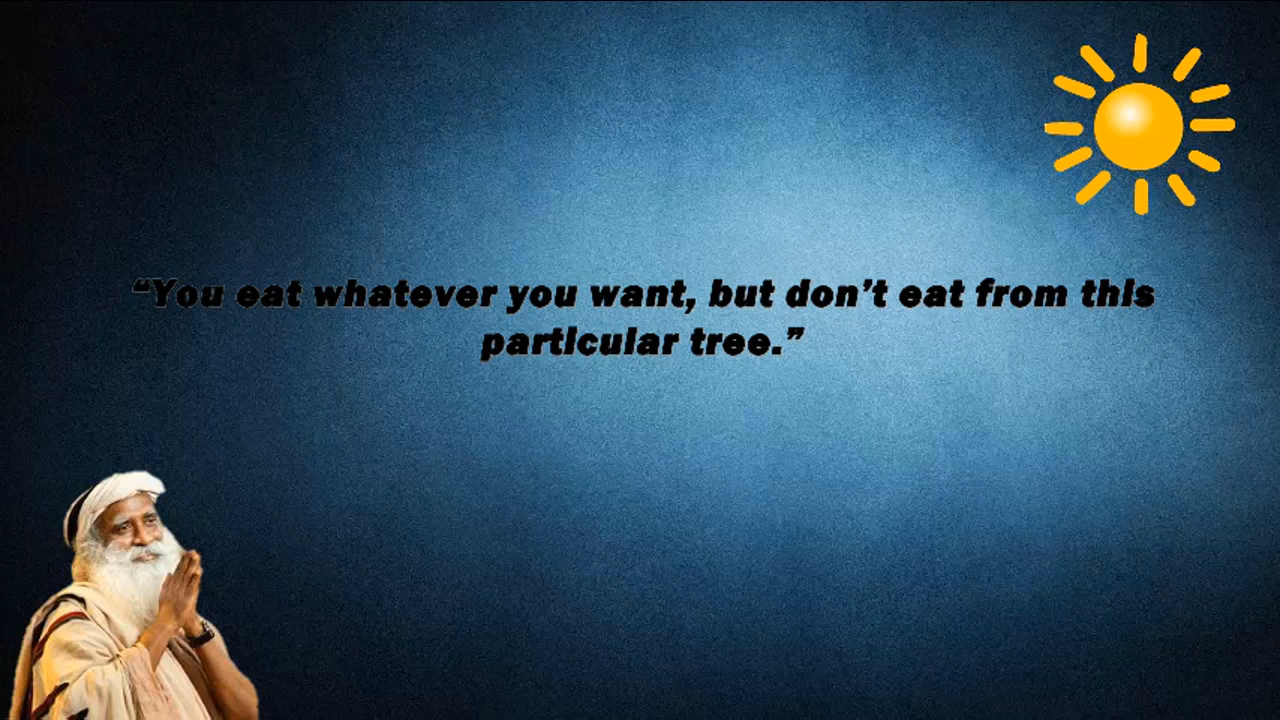 “You eat whatever you want, but don’t eat from this
particular tree.”